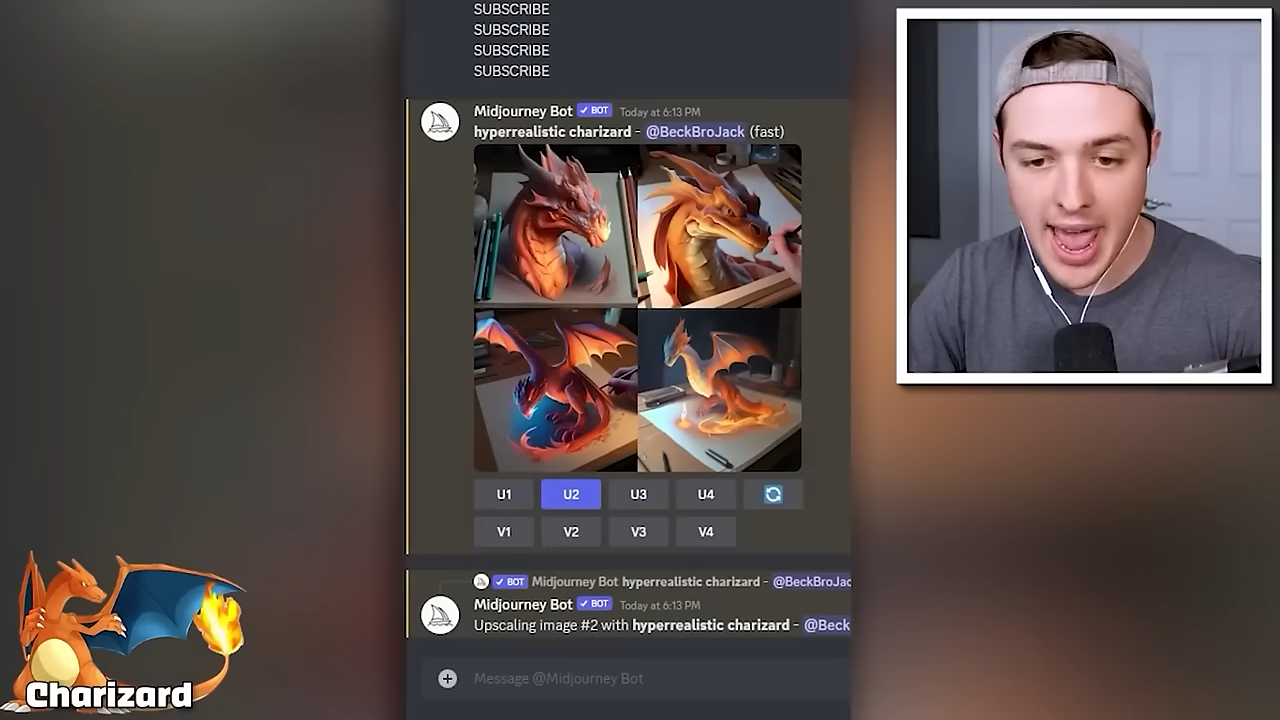 SUBSCRIBE
SUBSCRIBE
SUBSCRIBE
SUBSCRIBE
Midjourney Bot ✓ BOT Today at 6:13 PM
hyperrealistic charizard - @BeckBroJack (fast)
U1 U2 U3 U4
V1 V2 V3 V4
✓ BOT Midjourney Bot hyperrealistic charizard - @BeckBroJac
Midjourney Bot ✓ BOT Today at 6:13 PM
Upscaling image #2 with hyperrealistic charizard - @Beck
Message @Midjourney Bot
Charizard